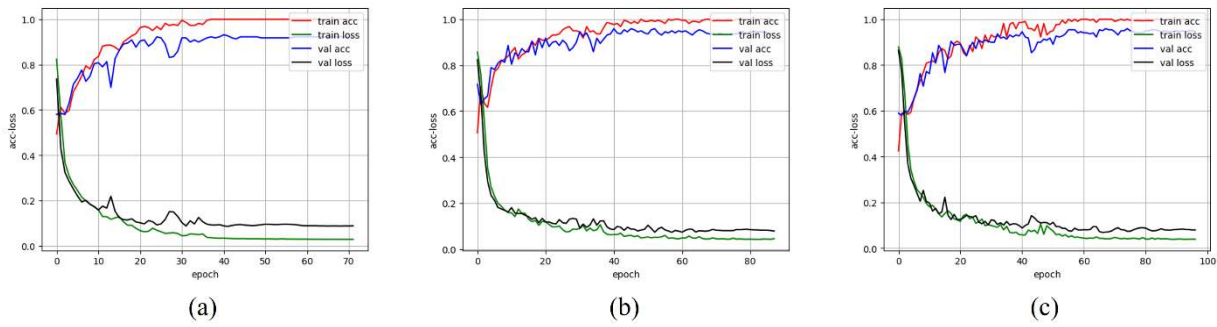 1.0
0.8
0.6
0.4
0.2
0.0
acc-loss
0 10 20 30 40 50 60 70
epoch
train acc
train loss
val acc
val loss
(a)
1.0
0.8
0.6
0.4
0.2
0.0
acc-loss
0 20 40 60 80
epoch
train acc
train loss
val acc
val loss
(b)
1.0
0.8
0.6
0.4
0.2
0.0
acc-loss
0 20 40 60 80 100
epoch
train acc
train loss
val acc
val loss
(c)